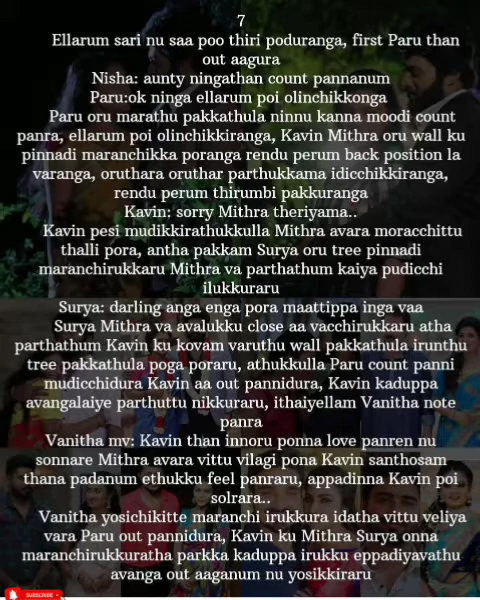 7
Ellarum sari nu saa poo thiri poduranga, first Paru than
out aagura
Nisha: aunty ningathan count pannanum
Paru:ok ninga ellarum poi olinchikkonga
Paru oru marathu pakkathula ninnu kanna moodi count
panra, ellarum poi olinchikkiranga, Kavin Mithra oru wall ku
pinnadi maranchikka poranga rendu perum back position la
varanga, oruthara oruthar parthukkama idicchikkiranga,
rendu perum thirumbi pakkuranga
Kavin: sorry Mithra theriyama..
Kavin pesi mudikkirathukkulla Mithra avara moracchittu
thalli pora, antha pakkam Surya oru tree pinnadi
maranchirukkaru Mithra va parthathum kaiya pudicchi
ilukkuraru
Surya: darling anga enga pora maattippa inga vaa
Surya Mithra va avalukku close aa vacchirukkaru atha
parthathum Kavin ku kovam varuthu wall pakkathula irunthu
tree pakkathula poga poraru, athukkulla Paru count panni
mudicchidura Kavin aa out pannidura, Kavin kaduppa
avangalaiye parthuttu nikkuraru, ithaiyellam Vanitha note
panra
Vanitha mv: Kavin than innoru ponna love panren nu
sonnare Mithra avara vittu vilagi pona Kavin santhosam
thana padanum ethukku feel panraru, appadinna Kavin poi
solrara..
Vanitha yosichikitte maranchi irukkura idatha vittu veliya
vara Paru out pannidura, Kavin ku Mithra Surya onna
maranchirukkuratha parkka kaduppa irukku eppadiyavathu
avanga out aaganum nu yosikkiraru
SUBSCRIBE